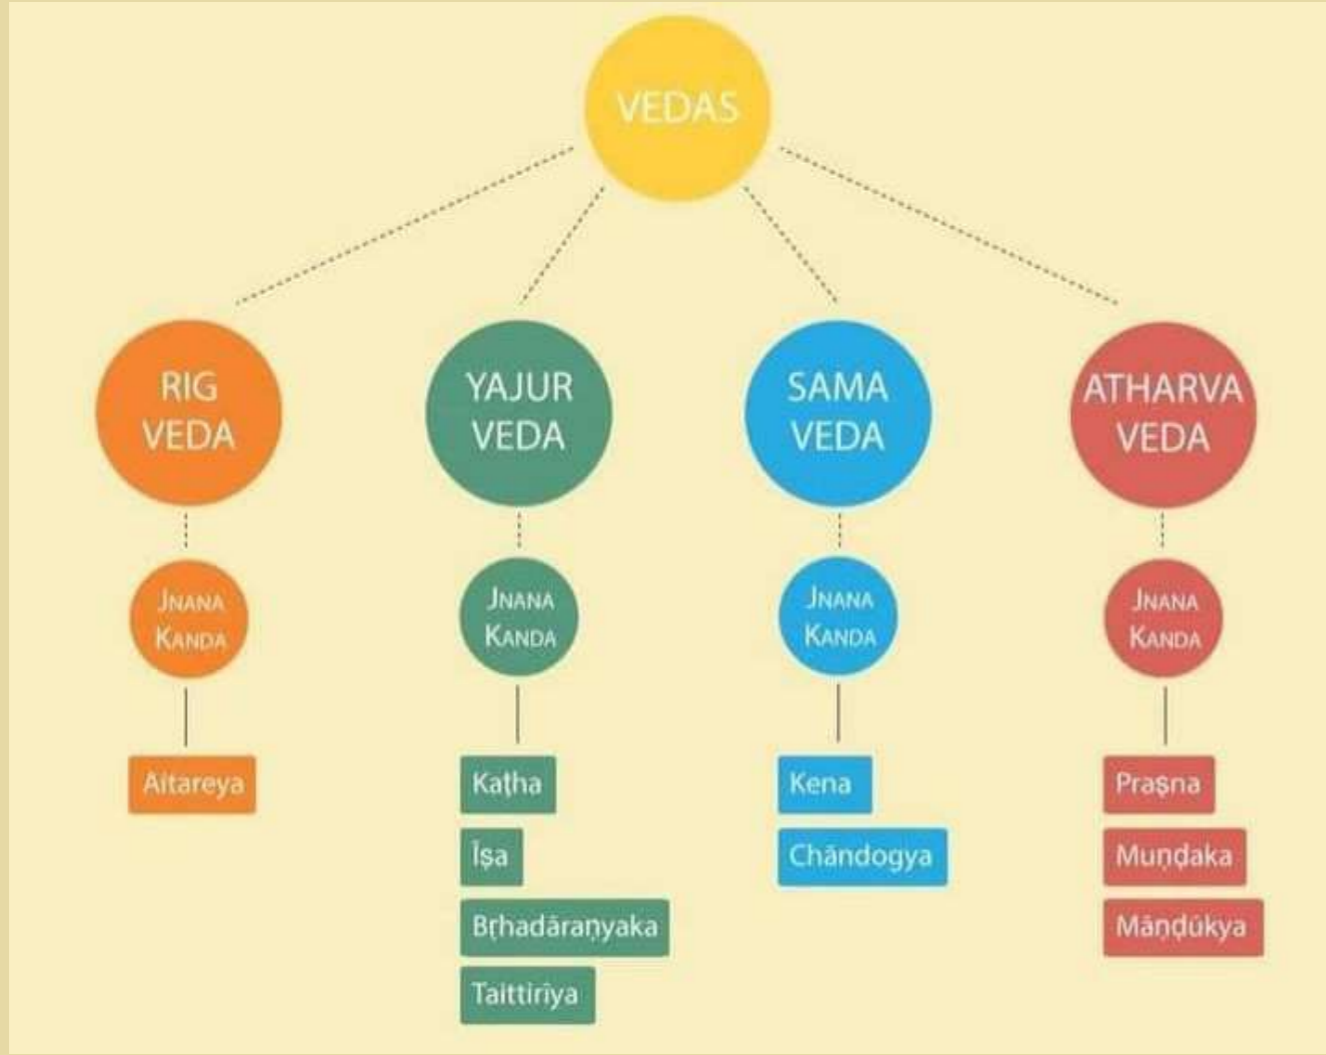 VEDAS
RIG
VEDA
YAJUR
VEDA
SAMA
VEDA
ATHARVA
VEDA
JNANA
KANDA
JNANA
KANDA
JNANA
KANDA
JNANA
KANDA
Aitareya
Kaṭha
Īṣa
Bṛhadāraṇyaka
Taittirīya
Kena
Chāndogya
Praṣna
Muṇḍaka
Māṇḍúkya